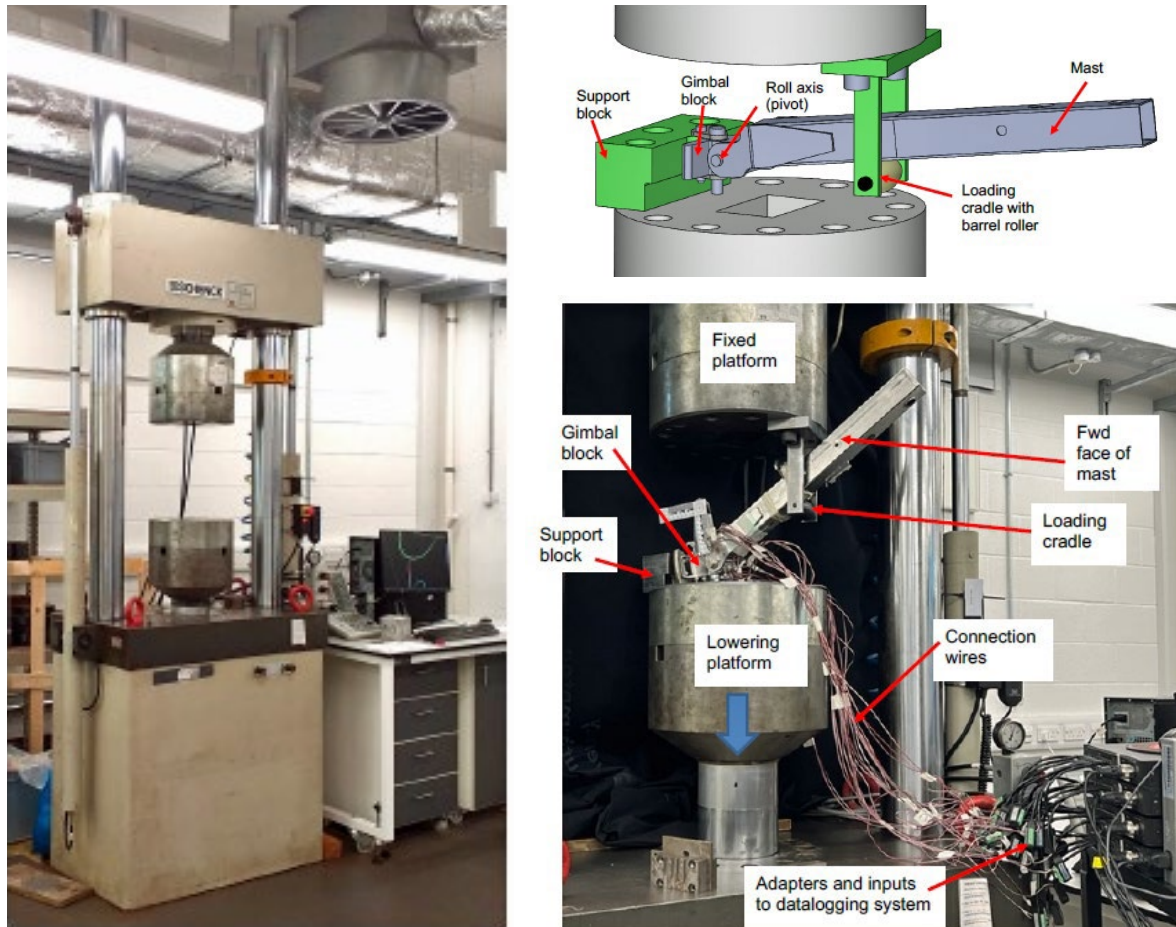 SCHENCK
Support
block
Gimbal
block
Roll axis
(pivot)
Mast
Loading
cradle with
barrel roller
Fixed
platform
Gimbal
block
Fwd
face of
mast
Support
block
Loading
cradle
Lowering
platform
Connection
wires
Adapters and inputs
to datalogging system